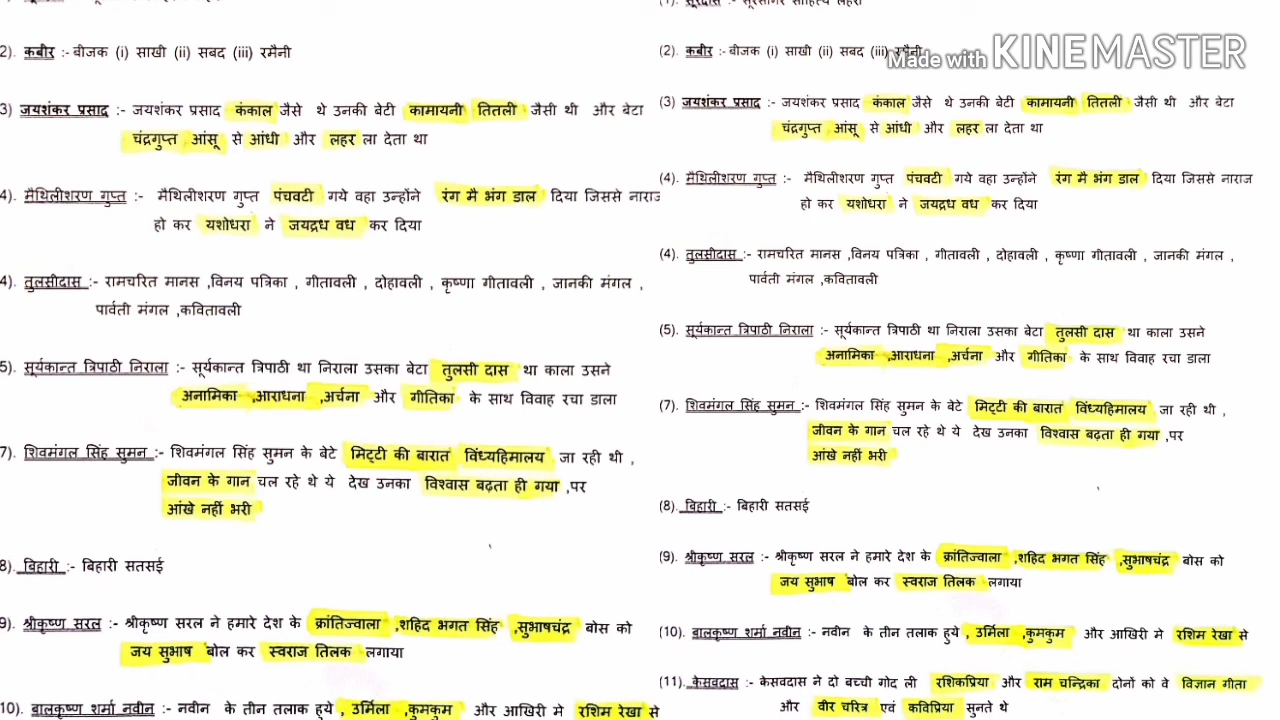 2). कबीर :- बीजक (i) साखी (ii) सबद (iii) रमैनी
3) जयशंकर प्रसाद :- जयशंकर प्रसाद कंकाल जैसे थे उनकी बेटी कामायनी तितली जैसी थी और बेटा
चंद्रगुप्त आंसू से आंधी और लहर ला देता था
4). मैथिलीशरण गुप्त :- मैथिलीशरण गुप्त पंचवटी गये वहा उन्होंने रंग मै भंग डाल दिया जिससे नाराज
हो कर यशोधरा ने जयद्रध वध कर दिया
4). तुलसीदास :- रामचरित मानस ,विनय पत्रिका , गीतावली , दोहावली , कृष्णा गीतावली , जानकी मंगल ,
पार्वती मंगल ,कवितावली
5). सूर्यकान्त त्रिपाठी निराला :- सूर्यकान्त त्रिपाठी था निराला उसका बेटा तुलसी दास था काला उसने
अनामिका ,आराधना ,अर्चना और गीतिका के साथ विवाह रचा डाला
7). शिवमंगल सिंह सुमन :- शिवमंगल सिंह सुमन के बेटे मिट्टी की बारात विंध्यहिमालय जा रही थी ,
जीवन के गान चल रहे थे ये देख उनका विश्वास बढ़ता ही गया ,पर
आंखे नहीं भरी
8). बिहारी :- बिहारी सतसई
9). श्रीकृष्ण सरल :- श्रीकृष्ण सरल ने हमारे देश के क्रांतिज्वाला ,शहिद भगत सिंह ,सुभाषचंद्र बोस को
जय सुभाष बोल कर स्वराज तिलक लगाया
10). बालकृष्ण शर्मा नवीन :- नवीन के तीन तलाक हुये , उर्मिला ,कुमकुम और आखिरी मे रशिम रेखा से
(1). सूरदास :- सूरसागर साहित्य लहरी
(2). कबीर :- बीजक (i) साखी (ii) सबद (iii) रमैनी
Made with KINEMASTER
(3) जयशंकर प्रसाद :- जयशंकर प्रसाद कंकाल जैसे थे उनकी बेटी कामायनी तितली जैसी थी और बेटा
चंद्रगुप्त आंसू से आंधी और लहर ला देता था
(4). मैथिलीशरण गुप्त :- मैथिलीशरण गुप्त पंचवटी गये वहा उन्होंने रंग मै भंग डाल दिया जिससे नाराज
हो कर यशोधरा ने जयद्रध वध कर दिया
(4). तुलसीदास :- रामचरित मानस ,विनय पत्रिका , गीतावली , दोहावली , कृष्णा गीतावली , जानकी मंगल ,
पार्वती मंगल ,कवितावली
(5). सूर्यकान्त त्रिपाठी निराला :- सूर्यकान्त त्रिपाठी था निराला उसका बेटा तुलसी दास था काला उसने
अनामिका ,आराधना ,अर्चना और गीतिका के साथ विवाह रचा डाला
(7). शिवमंगल सिंह सुमन :- शिवमंगल सिंह सुमन के बेटे मिट्टी की बारात विंध्यहिमालय जा रही थी ,
जीवन के गान चल रहे थे ये देख उनका विश्वास बढ़ता ही गया ,पर
आंखे नहीं भरी
(8). बिहारी :- बिहारी सतसई
(9). श्रीकृष्ण सरल :- श्रीकृष्ण सरल ने हमारे देश के क्रांतिज्वाला ,शहिद भगत सिंह ,सुभाषचंद्र बोस को
जय सुभाष बोल कर स्वराज तिलक लगाया
(10). बालकृष्ण शर्मा नवीन :- नवीन के तीन तलाक हुये , उर्मिला ,कुमकुम और आखिरी मे रशिम रेखा से
(11). केसवदास :- केसवदास ने दो बच्ची गोद ली रशिकप्रिया और राम चन्द्रिका दोनों को वे विज्ञान गीता
और वीर चरित्र एवं कविप्रिया सुनते थे